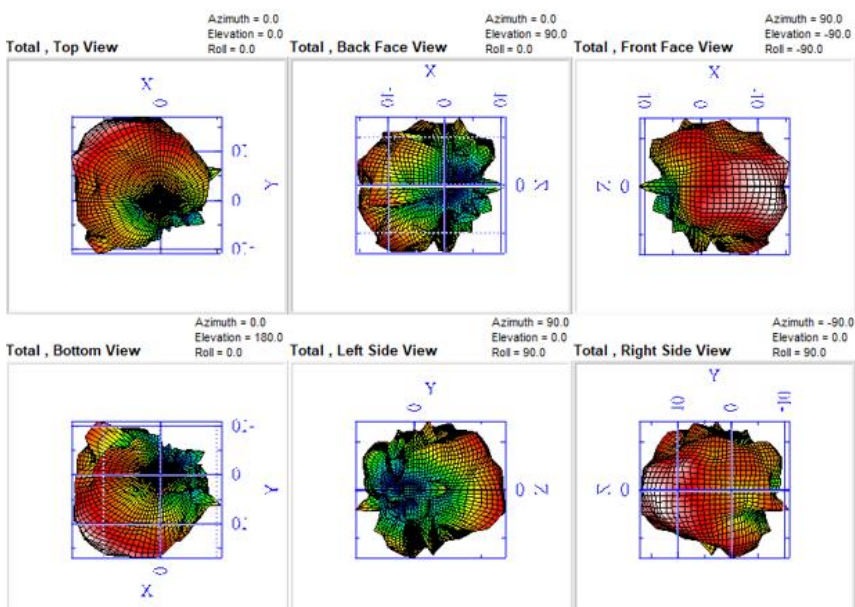 Azimuth = 0.0
Elevation = 0.0
Total , Top View Roll = 0.0
X
0
Y
0
Azimuth = 0.0
Elevation = 90.0
Total , Back Face View Roll = 0.0
X
-10 0 10
0 Z
Azimuth = 90.0
Elevation = -90.0
Total , Front Face View Roll = -90.0
X
10 0 -10
Z 0
Azimuth = 0.0
Elevation = 180.0
Total , Bottom View Roll = 0.0
0
Y
0
X
Azimuth = 90.0
Elevation = 0.0
Total , Left Side View Roll = 90.0
Y
0
0 Z
Azimuth = -90.0
Elevation = 0.0
Total , Right Side View Roll = 90.0
Y
10 0 -10
Z 0